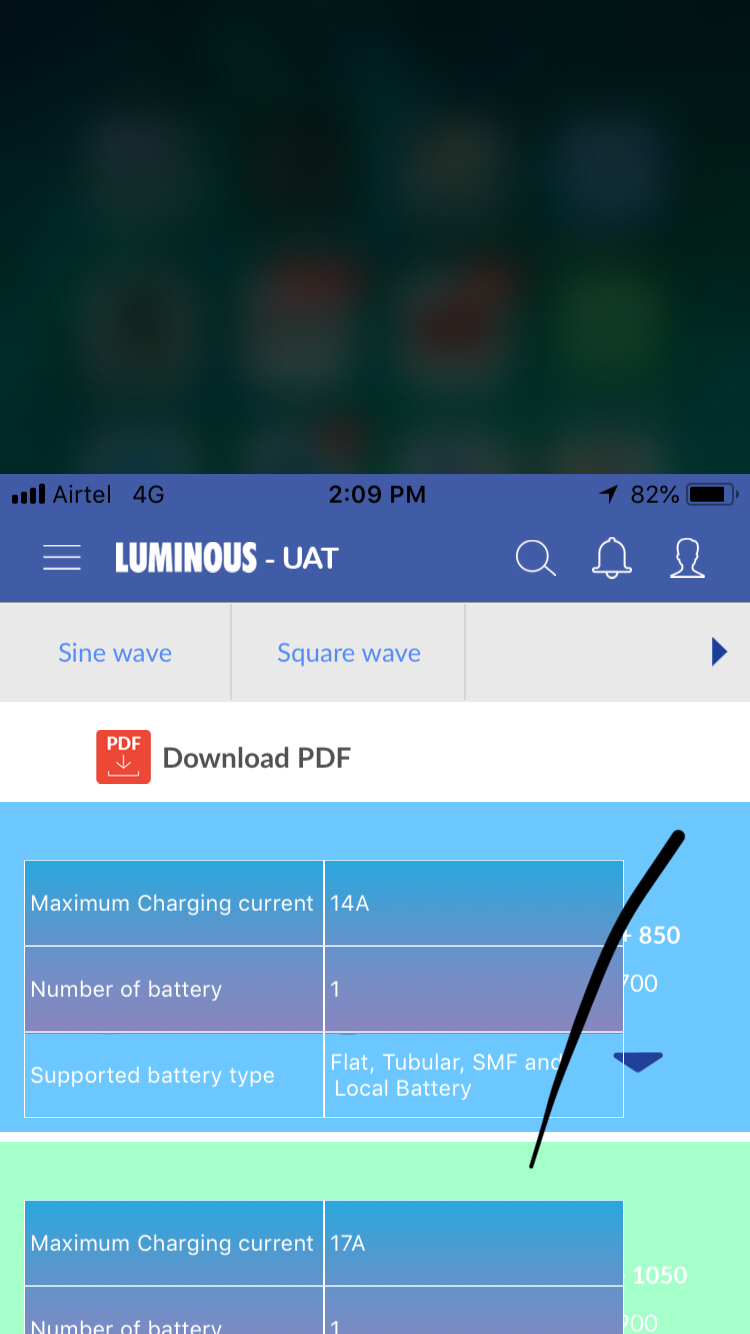 Airtel 4G 2:09 PM 82%
LUMINOUS - UAT
Sine wave Square wave
PDF Download PDF
Maximum Charging current 14A
850
Number of battery 1
700
Supported battery type Flat, Tubular, SMF and
Local Battery
Maximum Charging current 17A
1050
Number of battery 1